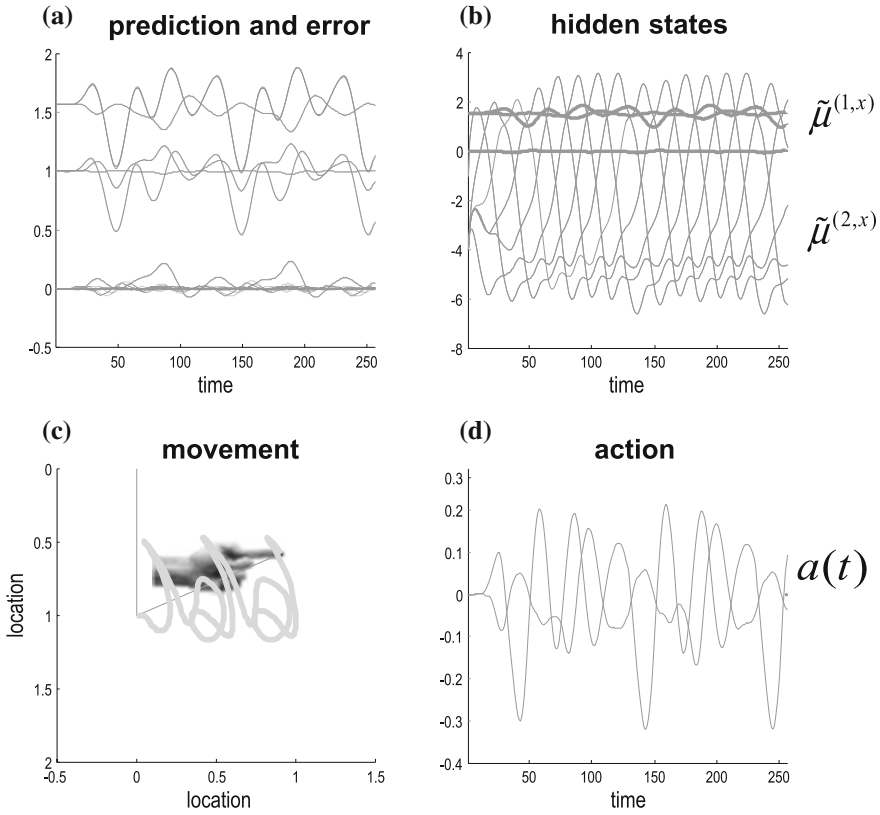 (a) prediction and error
2
1.5
1
0.5
0
-0.5
50 100 150 200 250
time
(b) hidden states
4
2
0
-2
-4
-6
-8
50 100 150 200 250
time
μ̃(1,x)
μ̃(2,x)
(c) movement
0
0.5
1
1.5
2
location
-0.5 0 0.5 1 1.5
location
(d) action
0.3
0.2
0.1
0
-0.1
-0.2
-0.3
-0.4
50 100 150 200 250
time
a(t)